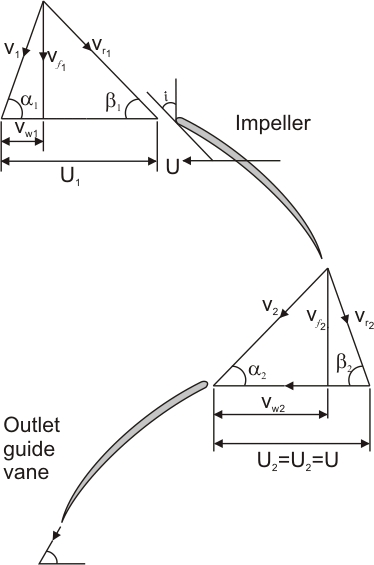 v1
vf1
vr1
α1
β1
i
Impeller
vw1
U1
U
v2
vf2
vr2
α2
β2
vw2
U2=U2=U
Outlet
guide
vane